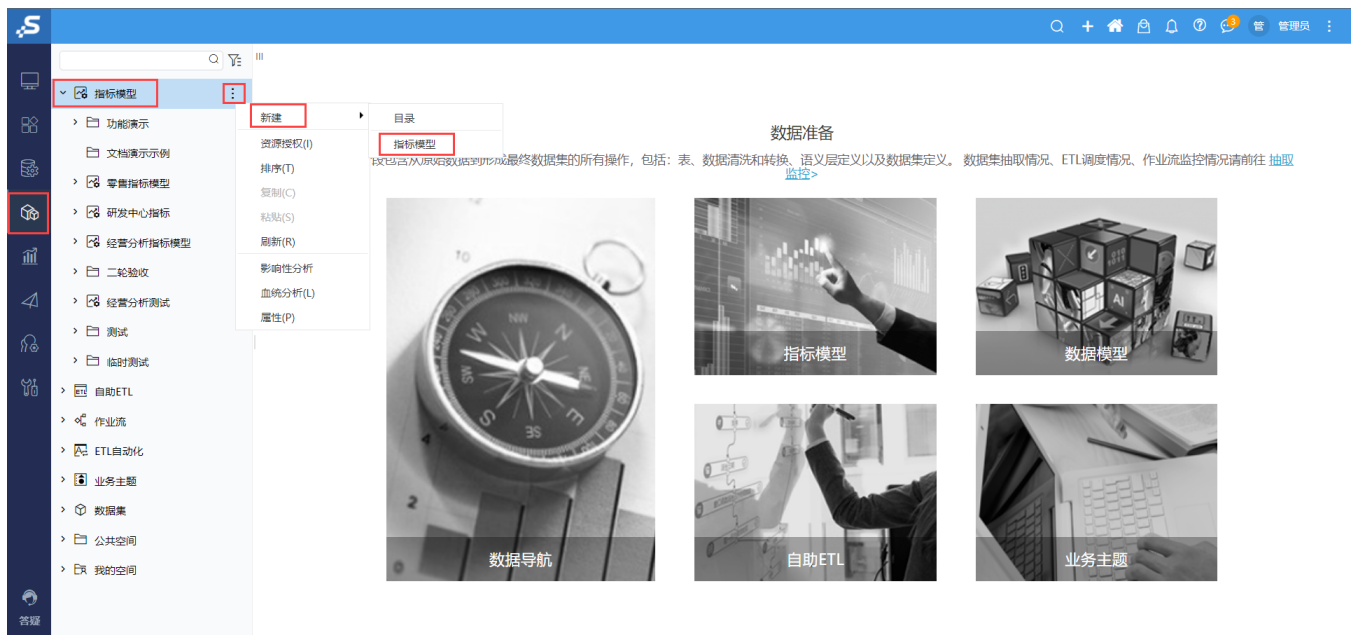 S
3
管
管理员
指标模型
功能演示
文档演示示例
零售指标模型
研发中心指标
经营分析指标模型
二轮验收
经营分析测试
测试
临时测试
自助ETL
作业流
ETL自动化
业务主题
数据集
公共空间
我的空间
答疑
新建
资源授权(I)
排序(T)
复制(C)
粘贴(S)
刷新(R)
影响性分析
血统分析(L)
属性(P)
目录
指标模型
数据准备
段包含从原始数据到形成最终数据集的所有操作，包括：表、数据清洗和转换、语义层定义以及数据集定义。 数据集抽取情况、ETL调度情况、作业流监控情况请前往 抽取
监控>
数据导航
指标模型
数据模型
AI
自助ETL
业务主题